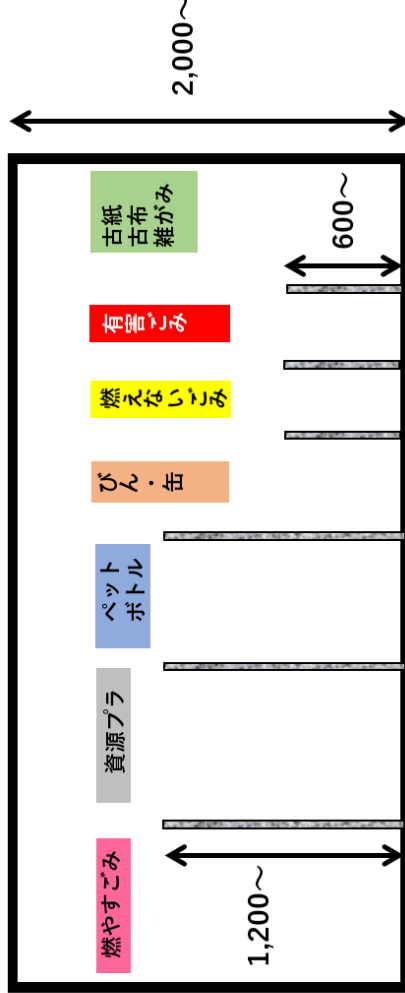 燃やすごみ
資源プラ
ペット
ボトル
びん・缶
燃えないごみ
有害ごみ
古紙
古布
雑がみ
2,000～
1,200～
600～